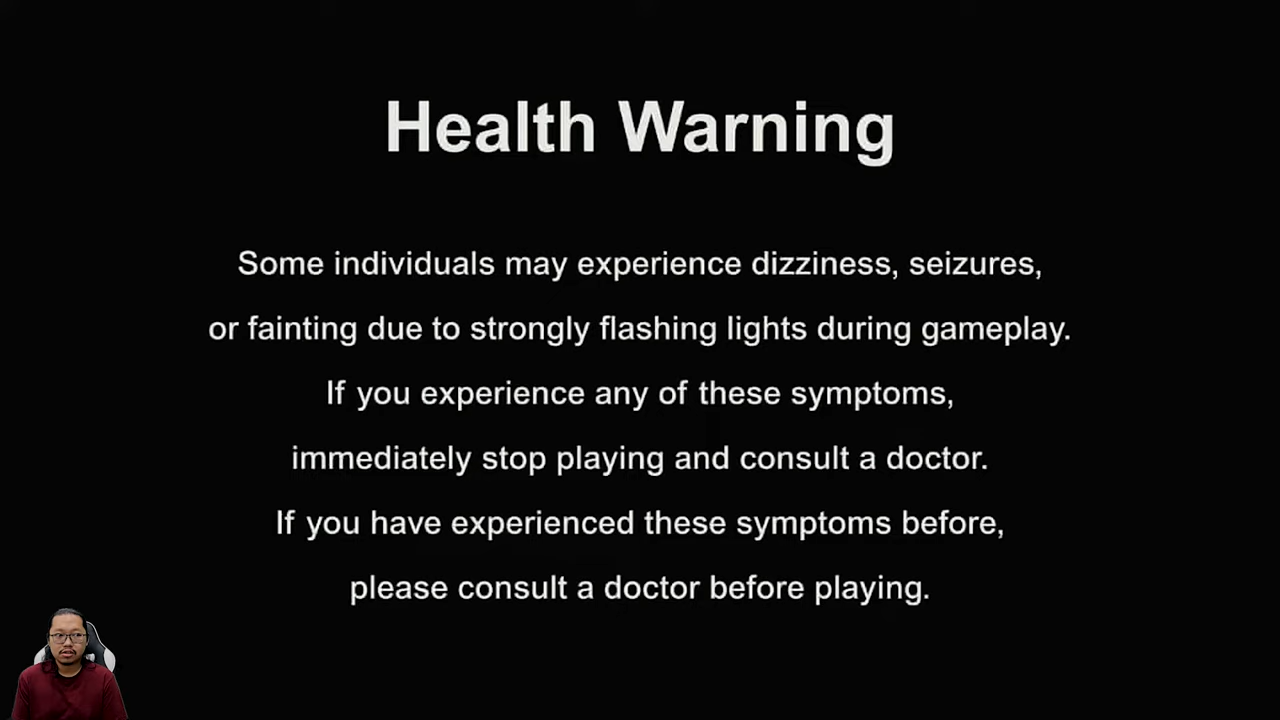 Health Warning
Some individuals may experience dizziness, seizures,
or fainting due to strongly flashing lights during gameplay.
If you experience any of these symptoms,
immediately stop playing and consult a doctor.
If you have experienced these symptoms before,
please consult a doctor before playing.